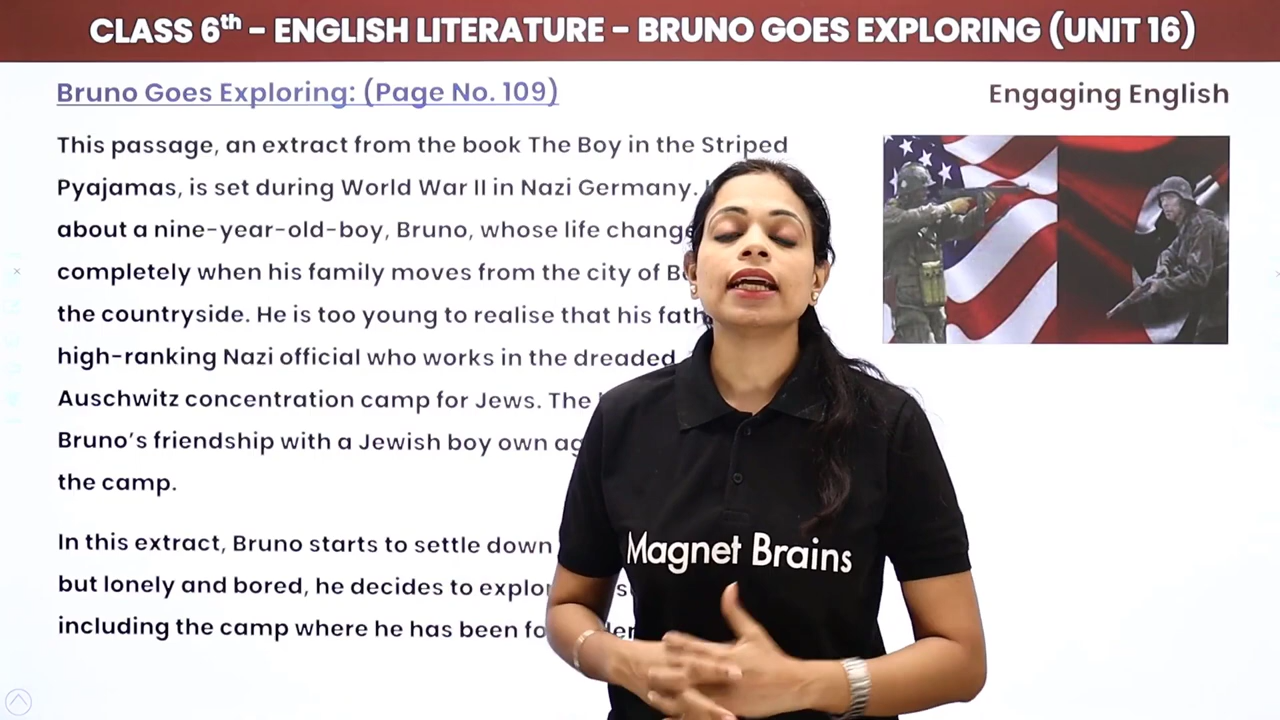 CLASS 6th - ENGLISH LITERATURE - BRUNO GOES EXPLORING (UNIT 16)
Bruno Goes Exploring: (Page No. 109)
Engaging English
This passage, an extract from the book The Boy in the Striped
Pyajamas, is set during World War II in Nazi Germany.
about a nine-year-old-boy, Bruno, whose life
completely when his family moves from the city of
the countryside. He is too young to realise that his
high-ranking Nazi official who works in the dreaded
Auschwitz concentration camp for Jews. The
Bruno's friendship with a Jewish boy own
the camp.
In this extract, Bruno starts to settle down
but lonely and bored, he decides to
including the camp where he has been
Magnet Brains